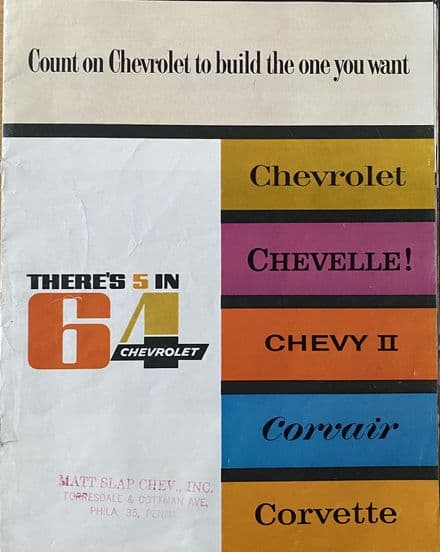 Count on Chevrolet to build the one you want
THERE'S 5 IN
64
CHEVROLET
Chevrolet
CHEVELLE!
CHEVY II
Corvair
Corvette
MATT SLAP CHEV., INC.
TORRESDALE & COTTMAN AVE.
PHILA. 35, PENNA